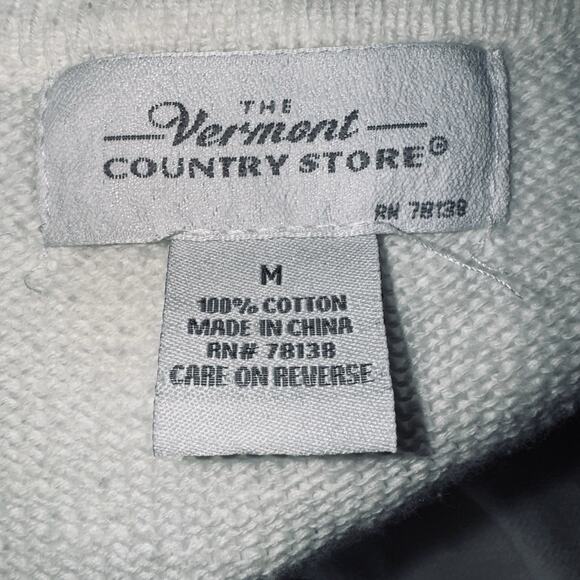 THE
Vermont
COUNTRY STORE®
RN 78138
M
100% COTTON
MADE IN CHINA
RN# 78138
CARE ON REVERSE